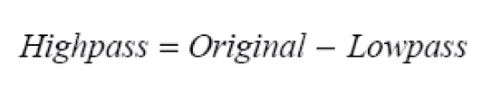 Highpass = Original – Lowpass